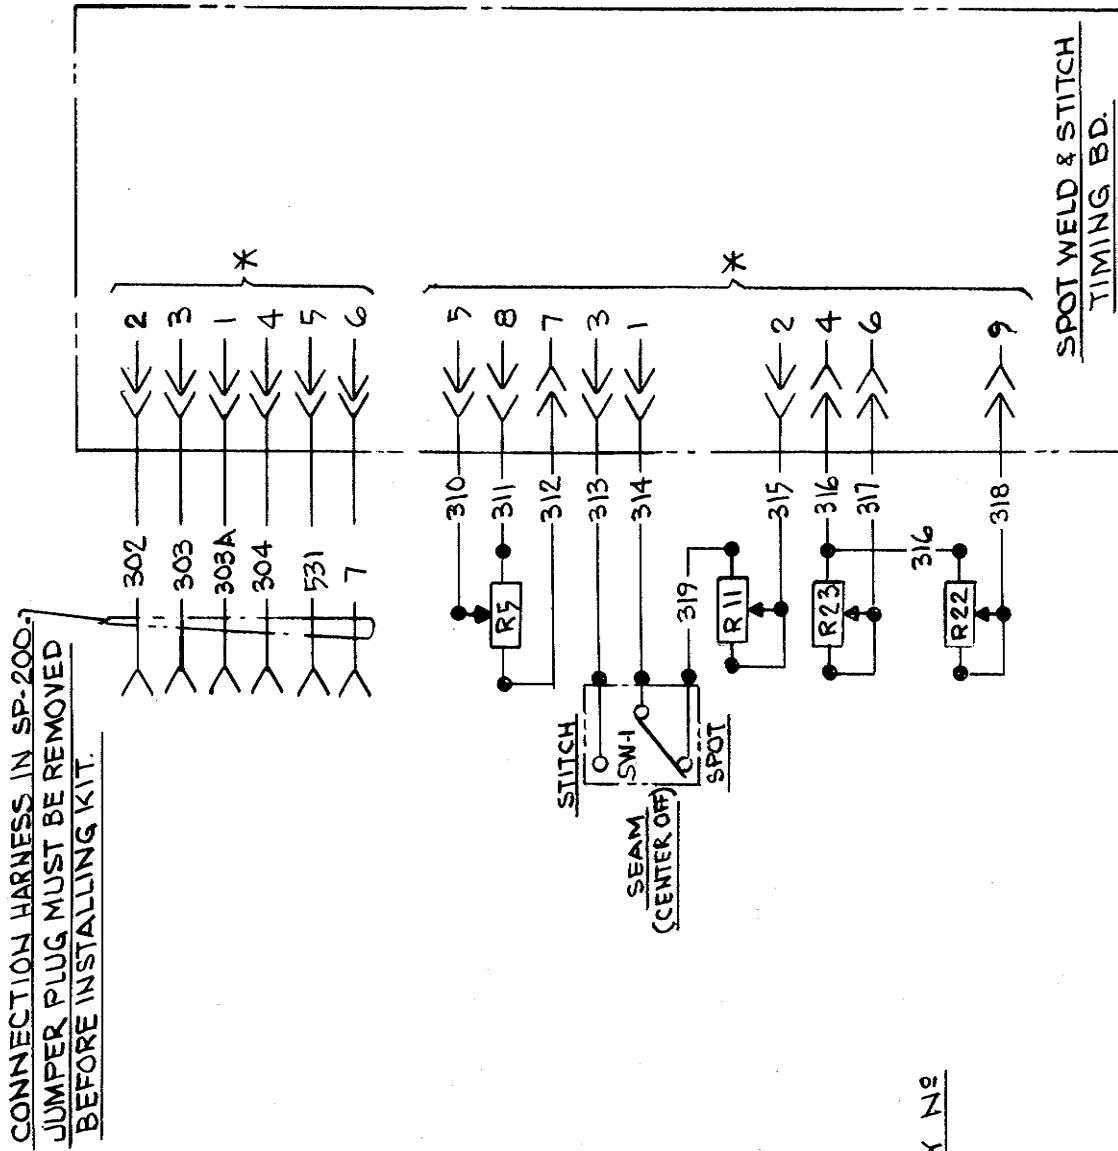 CONNECTION HARNESS IN SP-200.
JUMPER PLUG MUST BE REMOVED
BEFORE INSTALLING KIT.
302
303
303A
304
531
7
2
3
1
4
5
6
*
310
311
312
313
314
315
316
317
318
5
8
7
3
1
2
4
6
9
*
R5
STITCH
SW-1
SPOT
SEAM
(CENTER OFF)
319
R11
R23
316
R22
SPOT WELD & STITCH
TIMING BD.
Nº